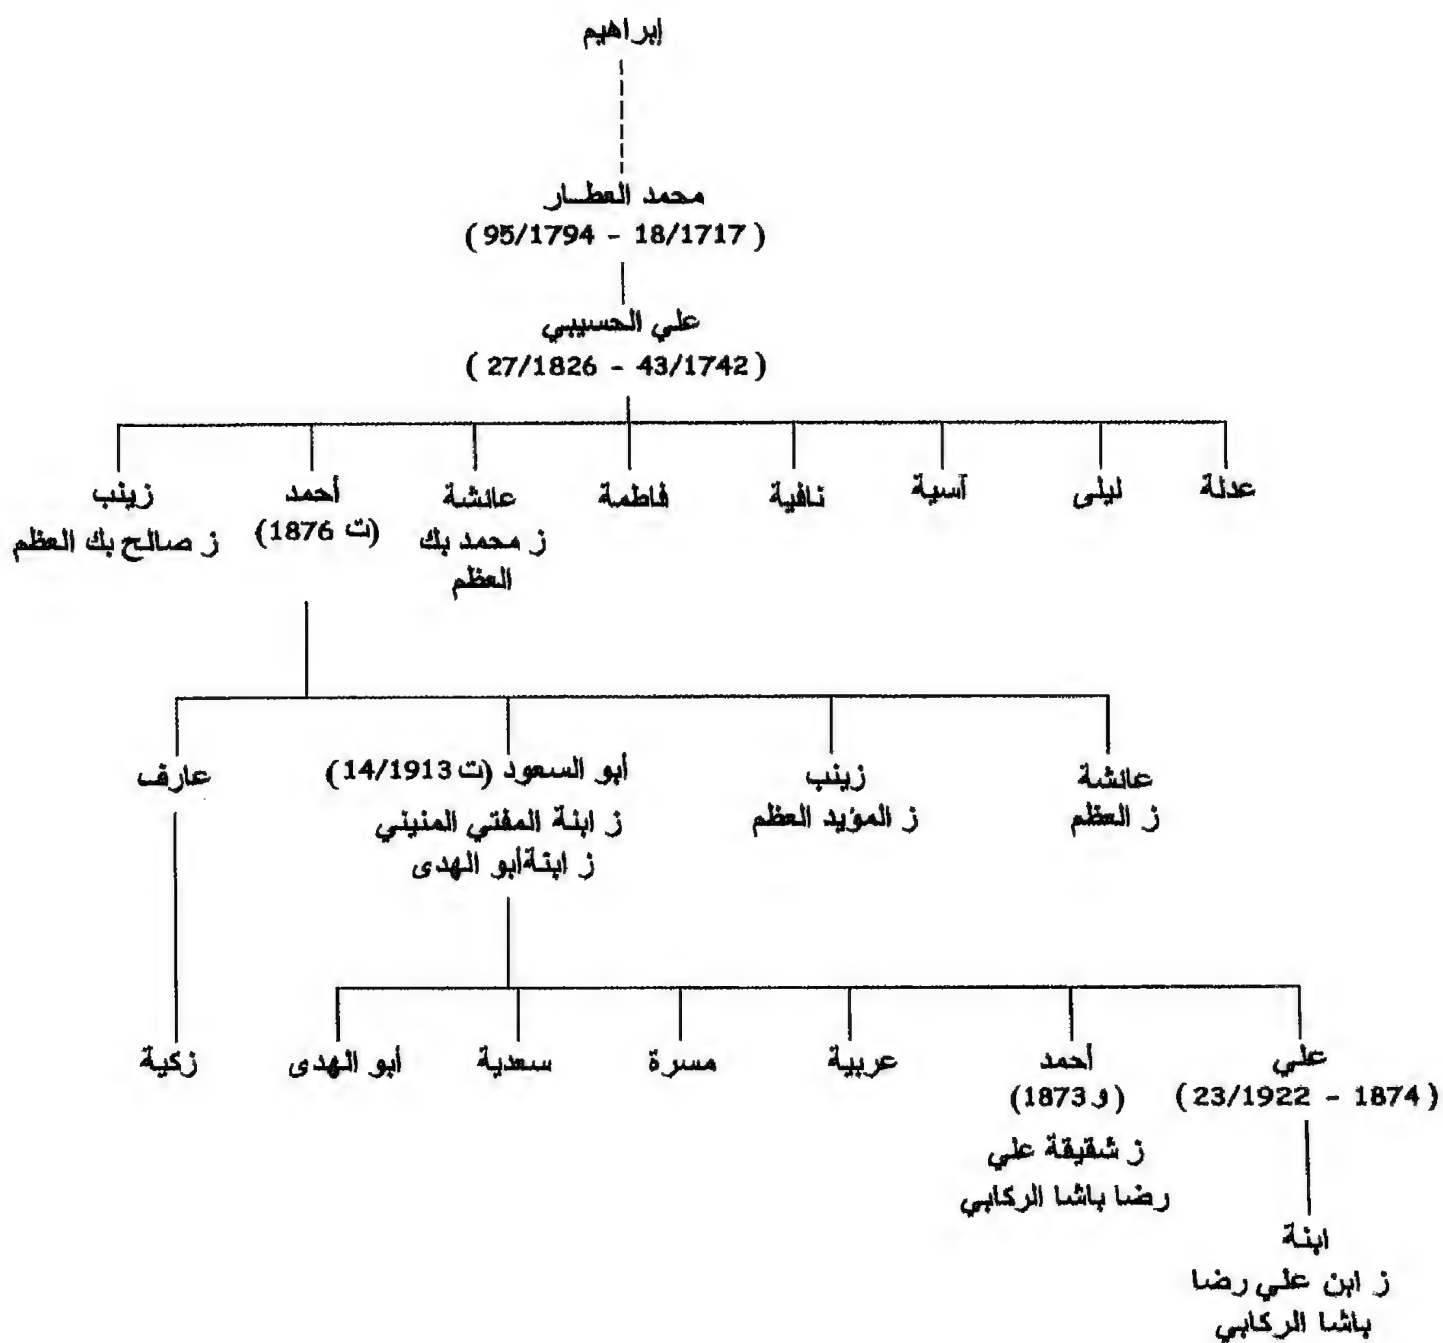 إبراهيم
محمد العطار
(95/1794 - 18/1717)
علي الحسيبي
(27/1826 - 43/1742)
عدلة
ليلى
آسية
نافية
فاطمة
عائشة
ز محمد بك
العظم
أحمد
(ت 1876)
زينب
ز صالح بك العظم
عائشة
ز العظم
زينب
ز المؤيد العظم
أبو السعود (ت 14/1913)
ز ابنة المفتي المنيني
ز ابنة أبو الهدى
عارف
علي
(23/1922 - 1874)
ابنة
ز ابن علي رضا
باشا الركابي
أحمد
(و 1873)
ز شقيقة علي
رضا باشا الركابي
عربية
مسرة
سعدية
أبو الهدى
زكية